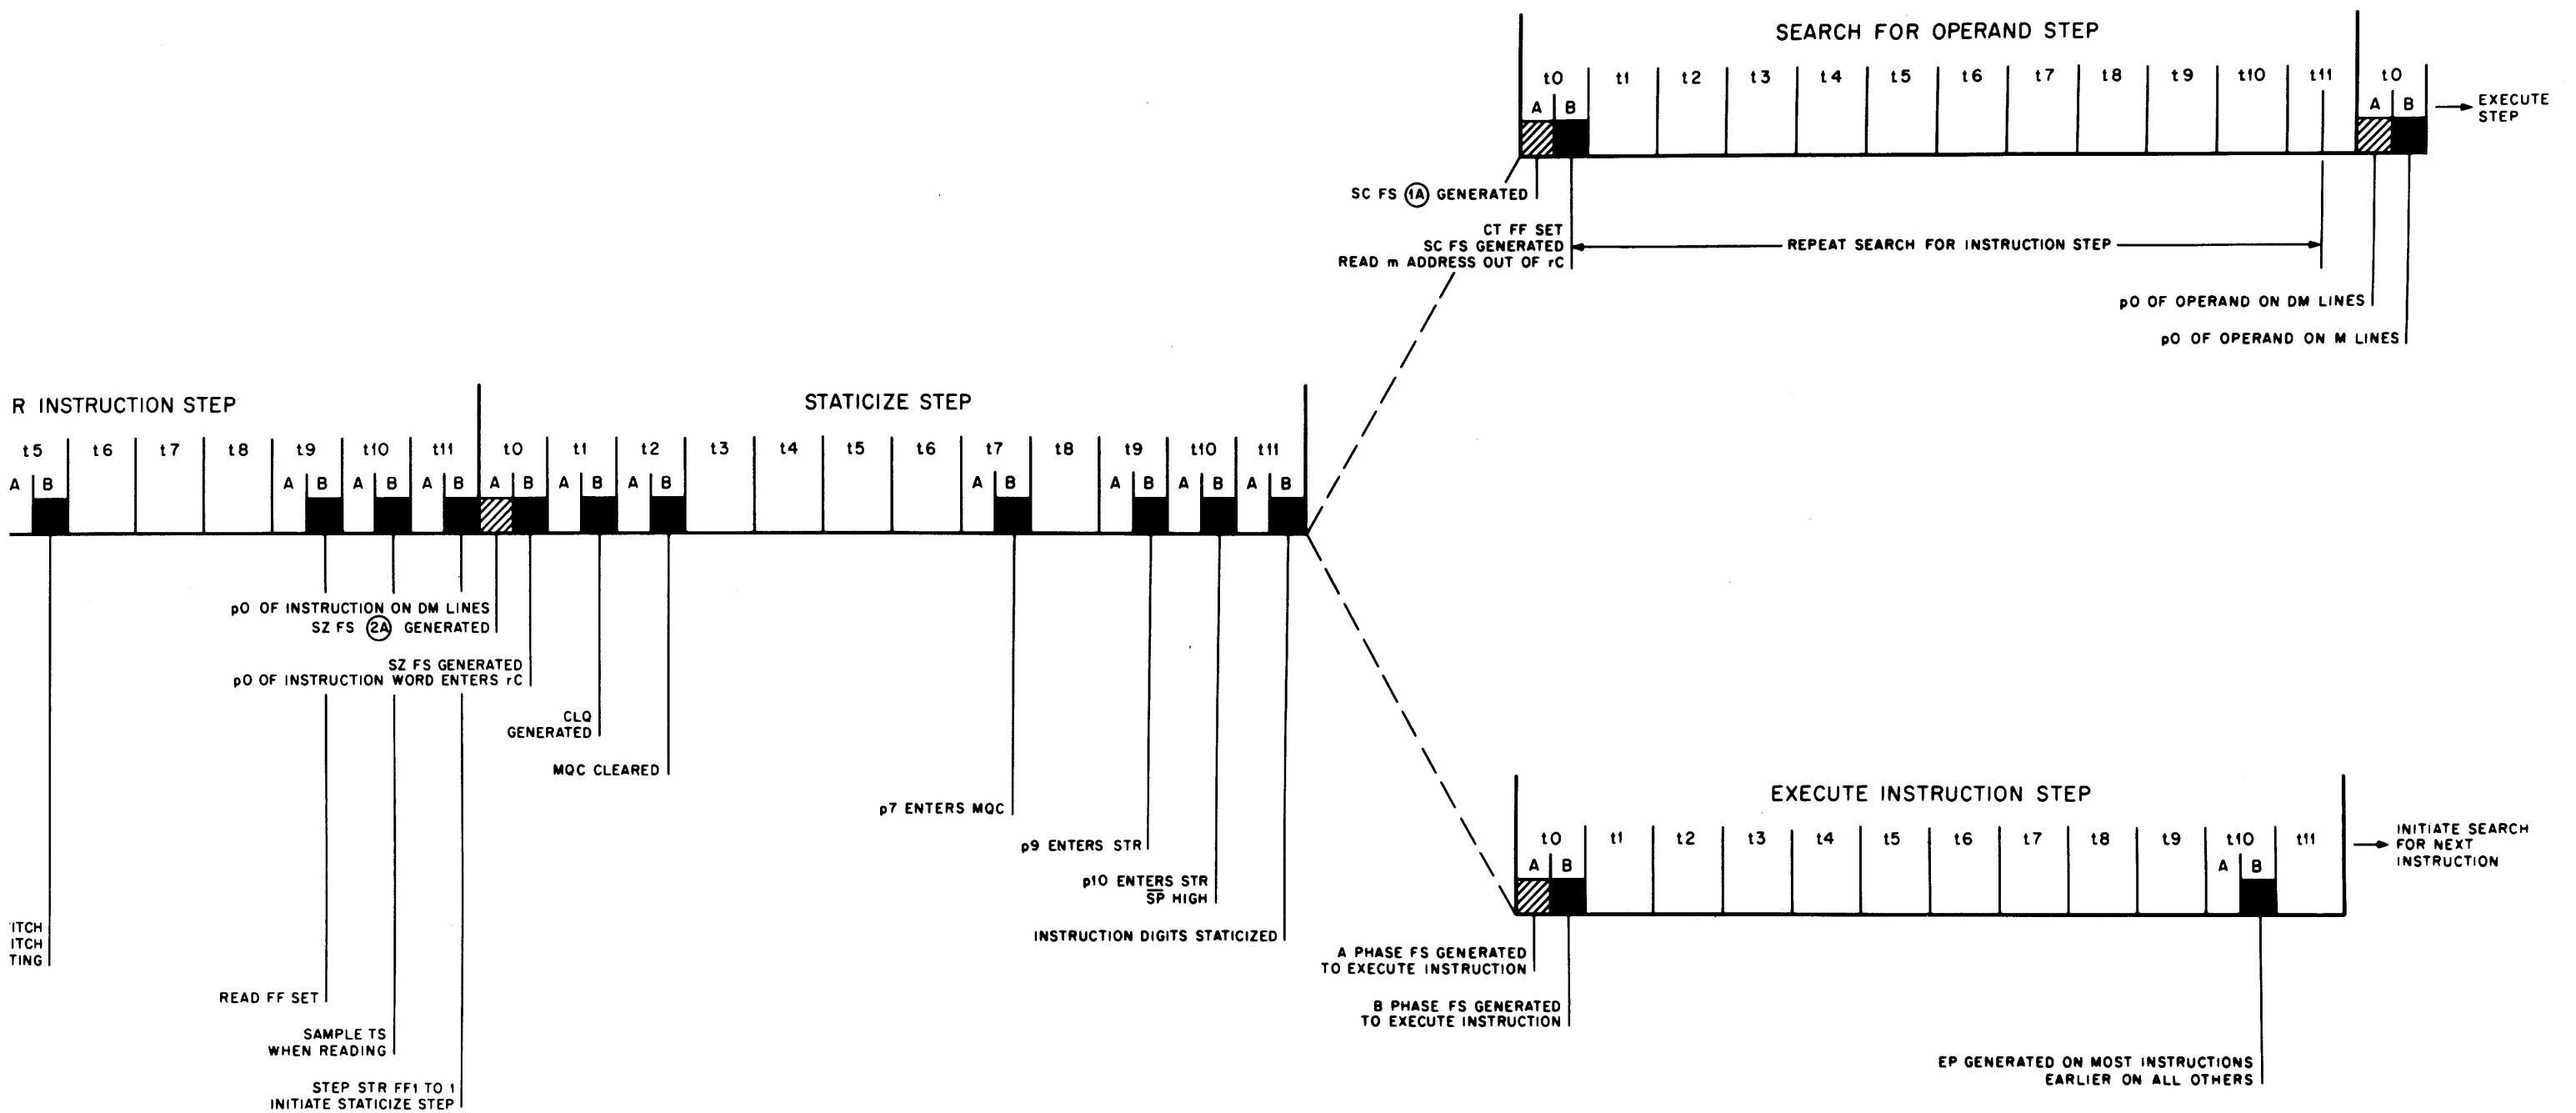 SEARCH FOR OPERAND STEP
t0 t1 t2 t3 t4 t5 t6 t7 t8 t9 t10 t11 t0
A B A B
EXECUTE
STEP
SC FS 1A GENERATED
CT FF SET
SC FS GENERATED
READ m ADDRESS OUT OF rC
REPEAT SEARCH FOR INSTRUCTION STEP
p0 OF OPERAND ON DM LINES
p0 OF OPERAND ON M LINES
R INSTRUCTION STEP
STATICIZE STEP
t5 t6 t7 t8 t9 t10 t11 t0 t1 t2 t3 t4 t5 t6 t7 t8 t9 t10 t11
A B A B A B A B A B A B A B A B A B A B A B
p0 OF INSTRUCTION ON DM LINES
SZ FS 2A GENERATED
SZ FS GENERATED
p0 OF INSTRUCTION WORD ENTERS rC
CLQ
GENERATED
MQC CLEARED
p7 ENTERS MQC
p9 ENTERS STR
p10 ENTERS STR
S̅P̅ HIGH
INSTRUCTION DIGITS STATICIZED
ITCH
ITCH
TING
READ FF SET
SAMPLE TS
WHEN READING
STEP STR FF1 TO 1
INITIATE STATICIZE STEP
EXECUTE INSTRUCTION STEP
t0 t1 t2 t3 t4 t5 t6 t7 t8 t9 t10 t11
A B A B
INITIATE SEARCH
FOR NEXT
INSTRUCTION
A PHASE FS GENERATED
TO EXECUTE INSTRUCTION
B PHASE FS GENERATED
TO EXECUTE INSTRUCTION
EP GENERATED ON MOST INSTRUCTIONS
EARLIER ON ALL OTHERS